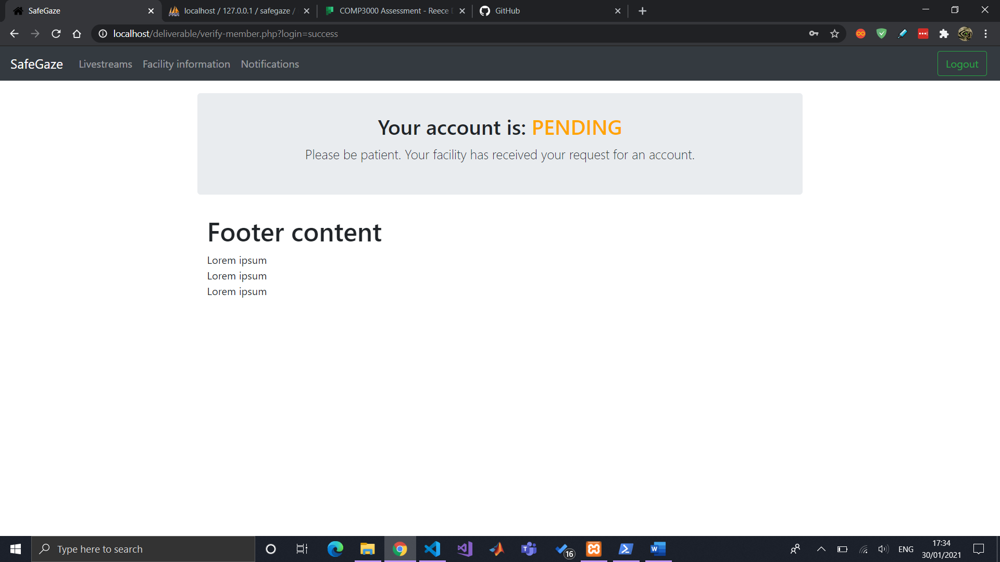 SafeGaze
localhost / 127.0.0.1 / safegaze /
COMP3000 Assessment - Reece
GitHub
localhost/deliverable/verify-member.php?login=success
SafeGaze Livestreams Facility information Notifications Logout
Your account is: PENDING
Please be patient. Your facility has received your request for an account.
Footer content
Lorem ipsum
Lorem ipsum
Lorem ipsum
Type here to search
16
ENG
17:34
30/01/2021